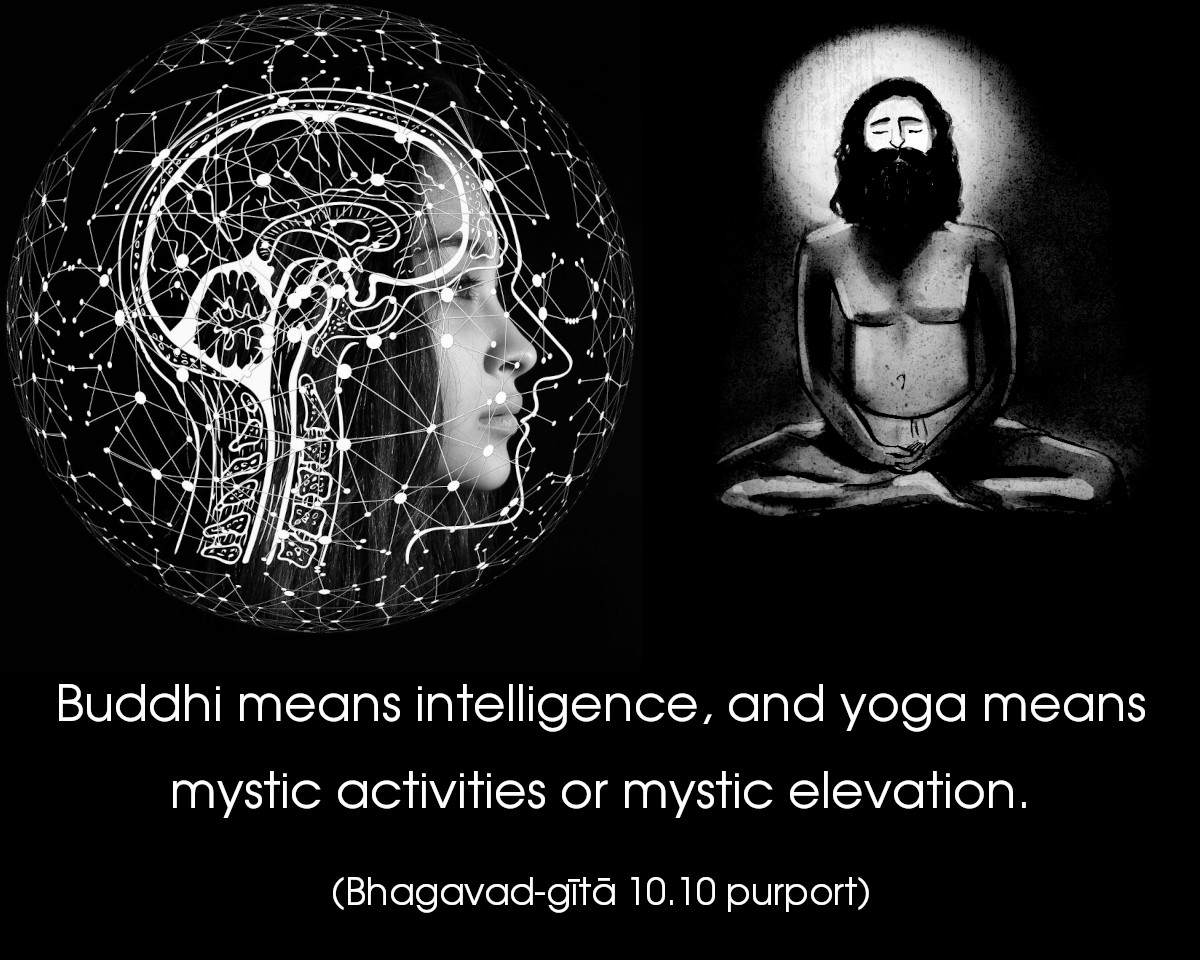 Buddhi means intelligence, and yoga means
mystic activities or mystic elevation.
(Bhagavad-gītā 10.10 purport)